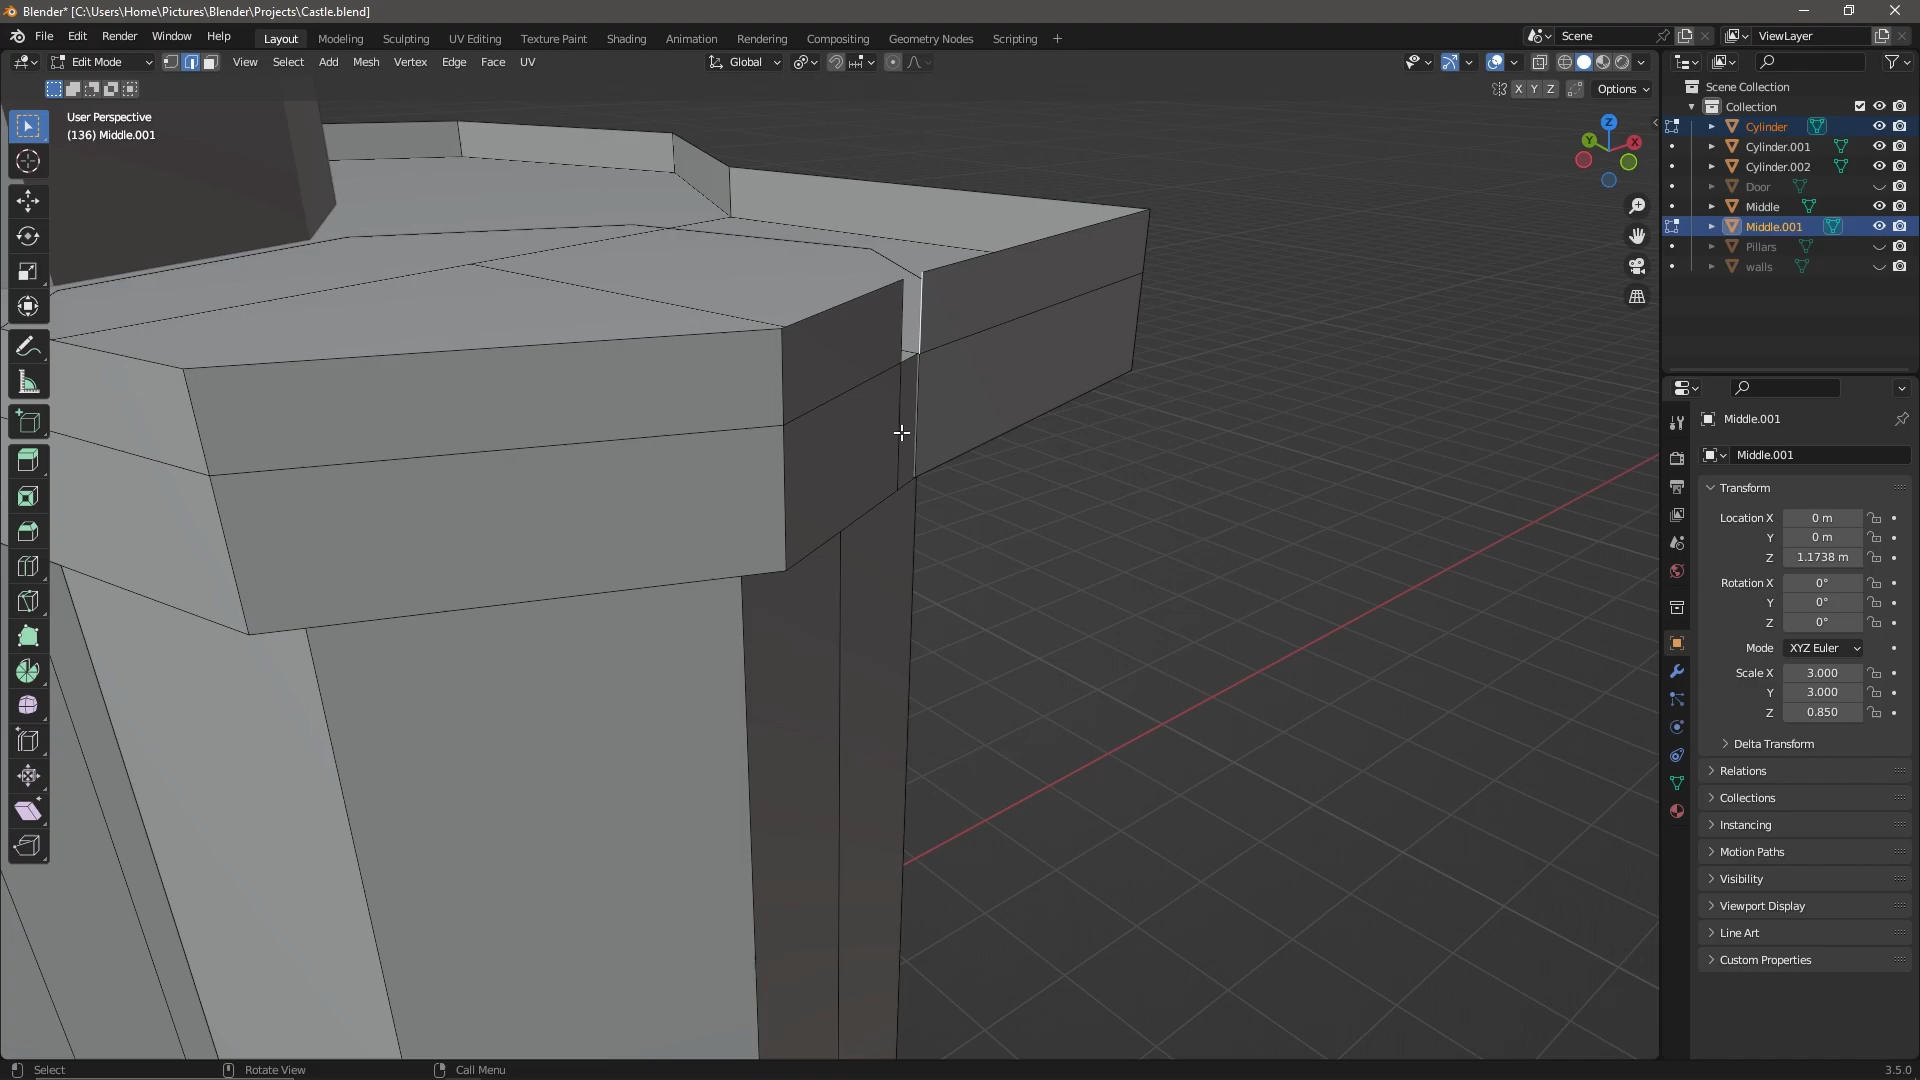 Blender* [C:\Users\Home\Pictures\Blender\Projects\Castle.blend]
File Edit Render Window Help Layout Modeling Sculpting UV Editing Texture Paint Shading Animation Rendering Compositing Geometry Nodes Scripting + Scene ViewLayer
Edit Mode View Select Add Mesh Vertex Edge Face UV Global
X Y Z Options
User Perspective
(136) Middle.001
Z
Y X
Scene Collection
Collection
Cylinder
Cylinder.001
Cylinder.002
Door
Middle
Middle.001
Pillars
walls
Middle.001
Middle.001
Transform
Location X 0 m
Y 0 m
Z 1.1738 m
Rotation X 0°
Y 0°
Z 0°
Mode XYZ Euler
Scale X 3.000
Y 3.000
Z 0.850
Delta Transform
Relations
Collections
Instancing
Motion Paths
Visibility
Viewport Display
Line Art
Custom Properties
Select Rotate View Call Menu 3.5.0